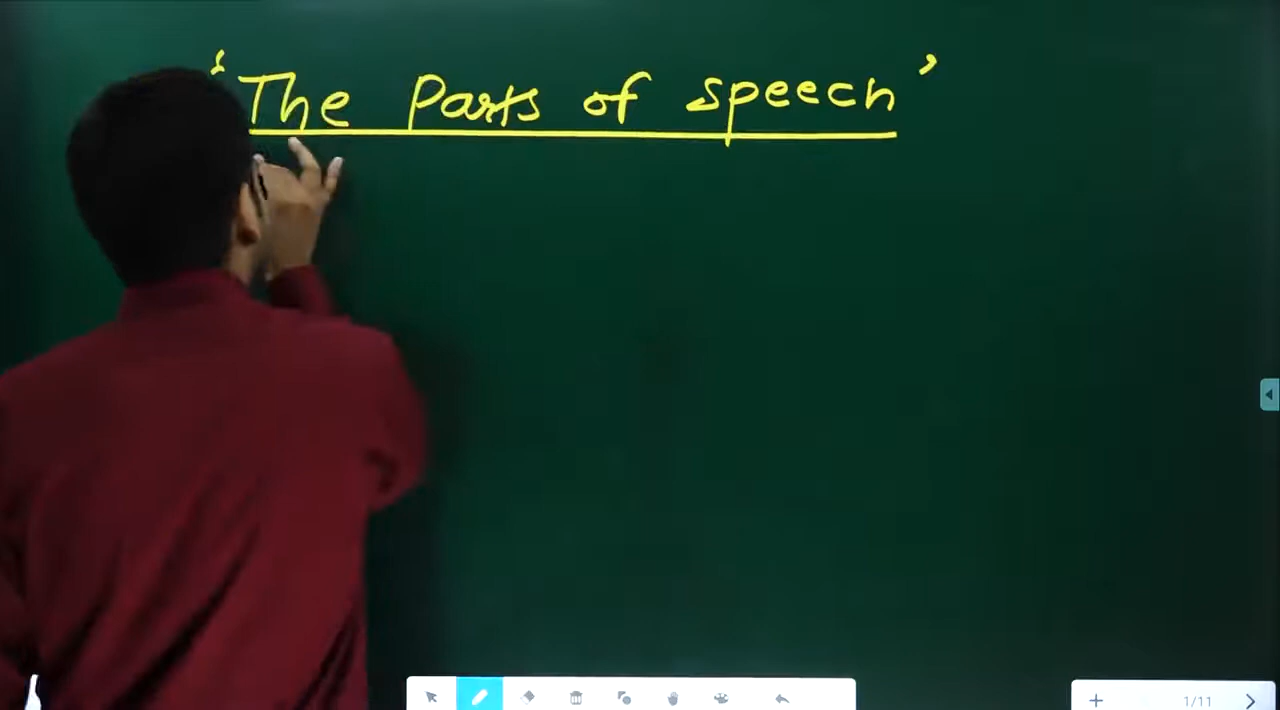 ‘The Parts of speech’
1/11